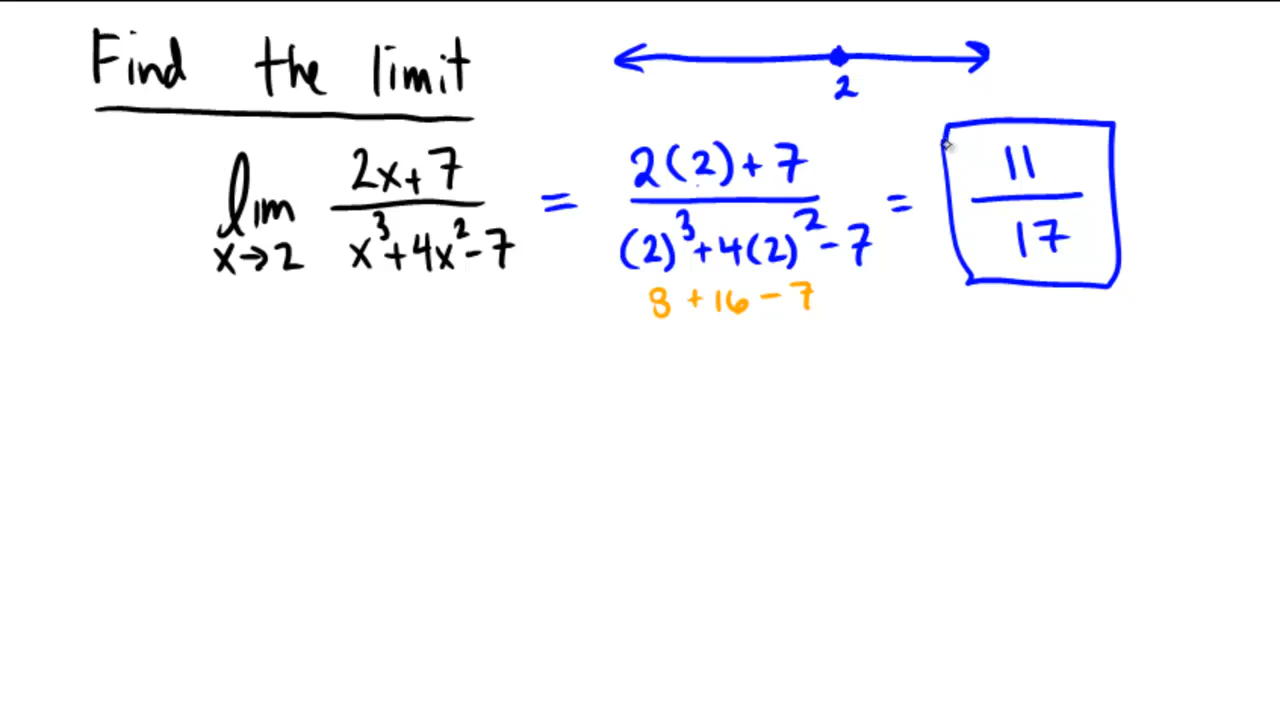 Find the limit
2
lim x→2 (2x+7)/(x³+4x²-7) = (2(2)+7)/((2)³+4(2)²-7) = 11/17
8+16-7